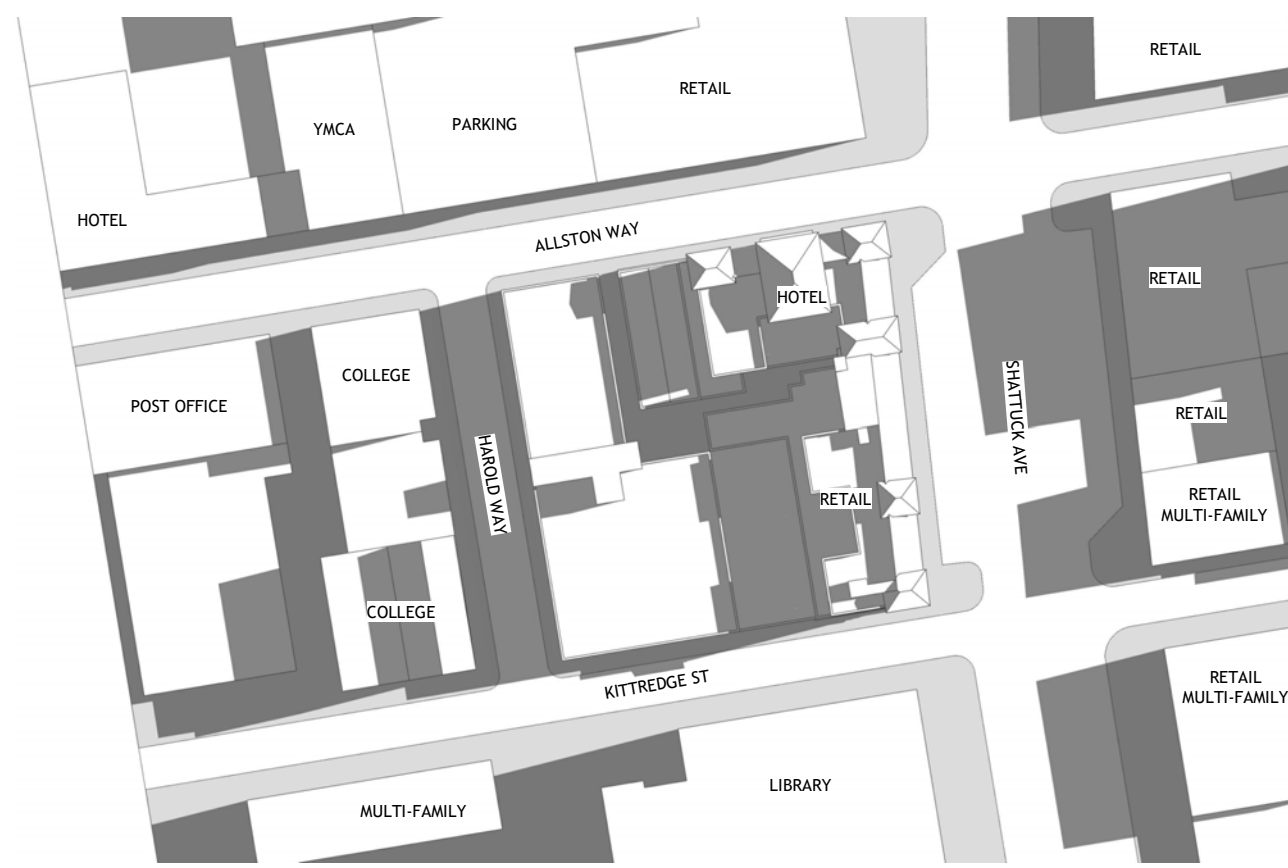 RETAIL
RETAIL
YMCA
PARKING
HOTEL
ALLSTON WAY
HOTEL
RETAIL
COLLEGE
POST OFFICE
SHATTUCK AVE
RETAIL
HAROLD WAY
RETAIL
RETAIL
MULTI-FAMILY
COLLEGE
KITTREDGE ST
RETAIL
MULTI-FAMILY
LIBRARY
MULTI-FAMILY